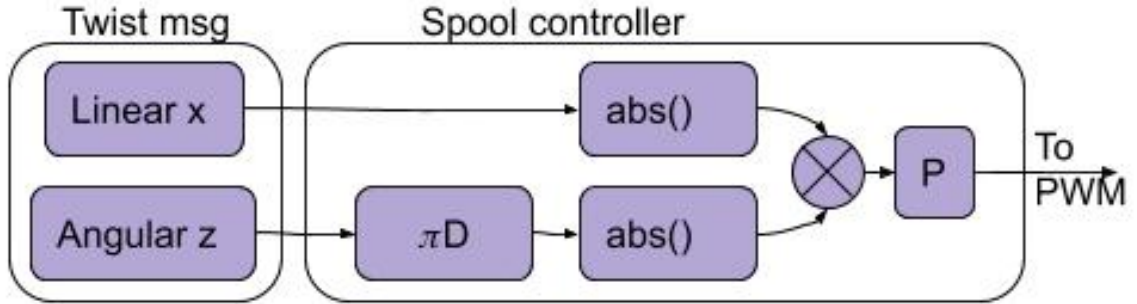 Twist msg
Spool controller
Linear x
abs()
Angular z
πD
abs()
P
To
PWM